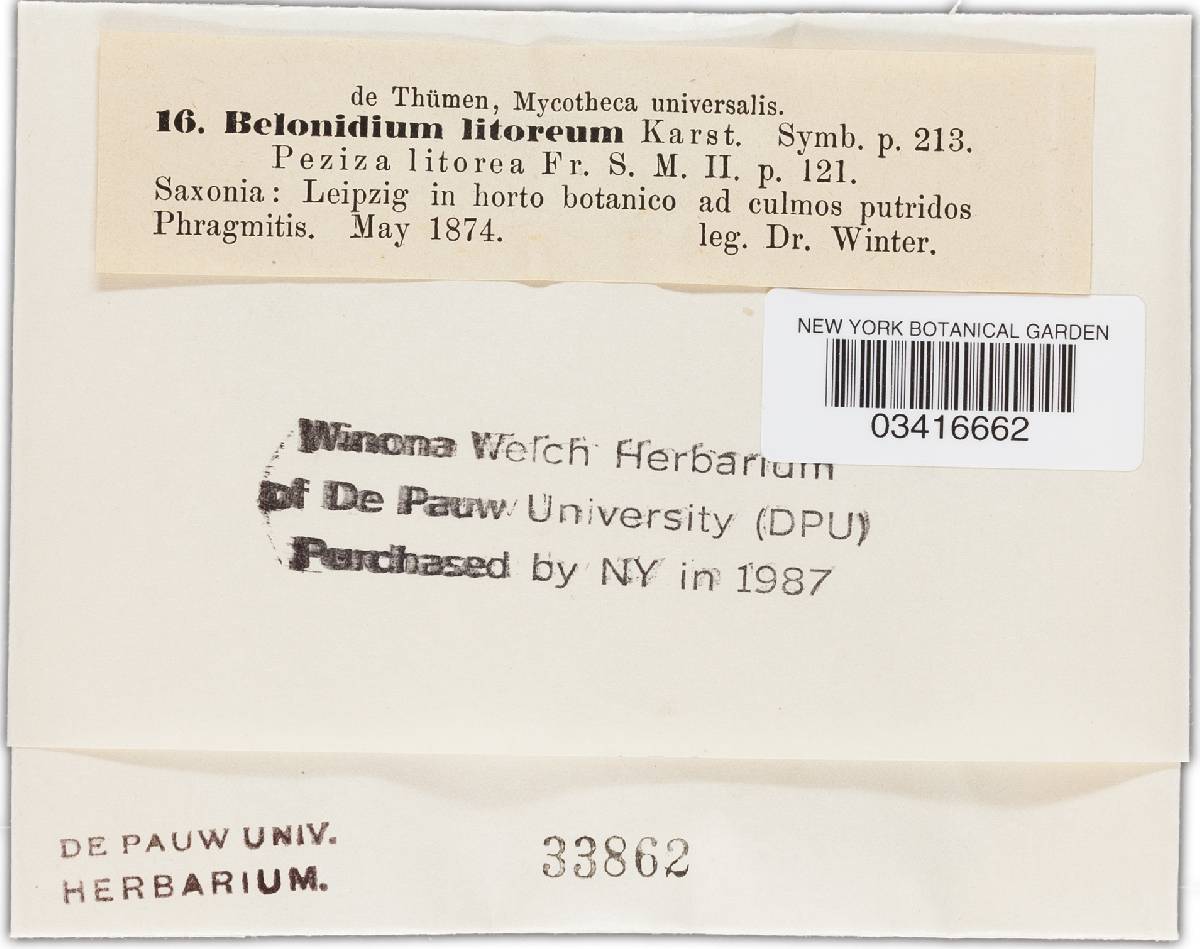 de Thümen, Mycotheca universalis.
16. Belonidium litoreum Karst. Symb. p. 213.
Peziza litorea Fr. S. M. II. p. 121.
Saxonia: Leipzig in horto botanico ad culmos putridos
Phragmitis. May 1874. leg. Dr. Winter.
NEW YORK BOTANICAL GARDEN
03416662
Winona Welch Herbarium
of De Pauw University (DPU)
Purchased by NY in 1987
DE PAUW UNIV.
HERBARIUM.
33862